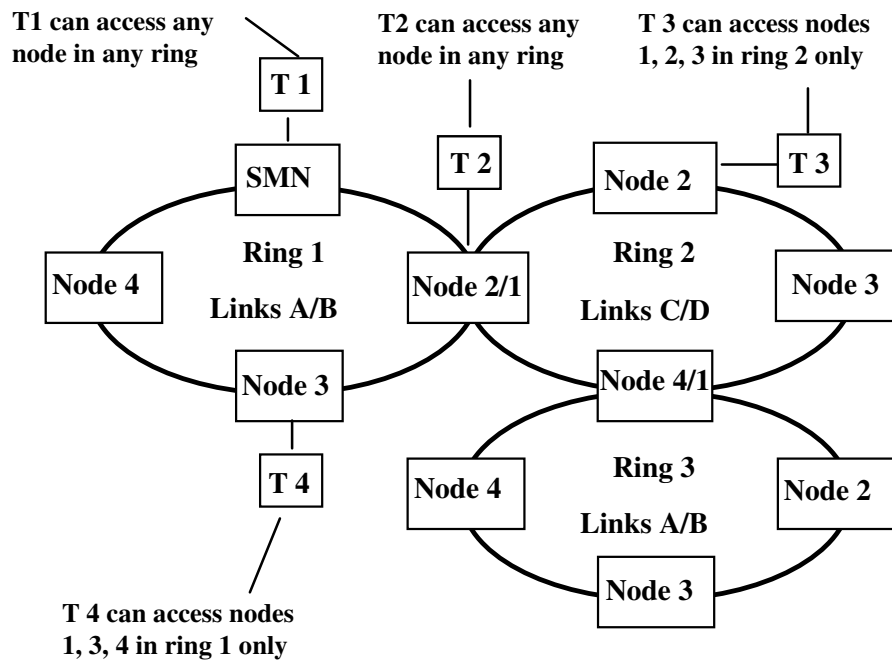 T1 can access any
node in any ring
T2 can access any
node in any ring
T 3 can access nodes
1, 2, 3 in ring 2 only
T 1
T 2
T 3
SMN
Node 2
Ring 1
Ring 2
Node 4
Node 2/1
Node 3
Links A/B
Links C/D
Node 3
Node 4/1
T 4
Ring 3
Node 4
Node 2
Links A/B
Node 3
T 4 can access nodes
1, 3, 4 in ring 1 only